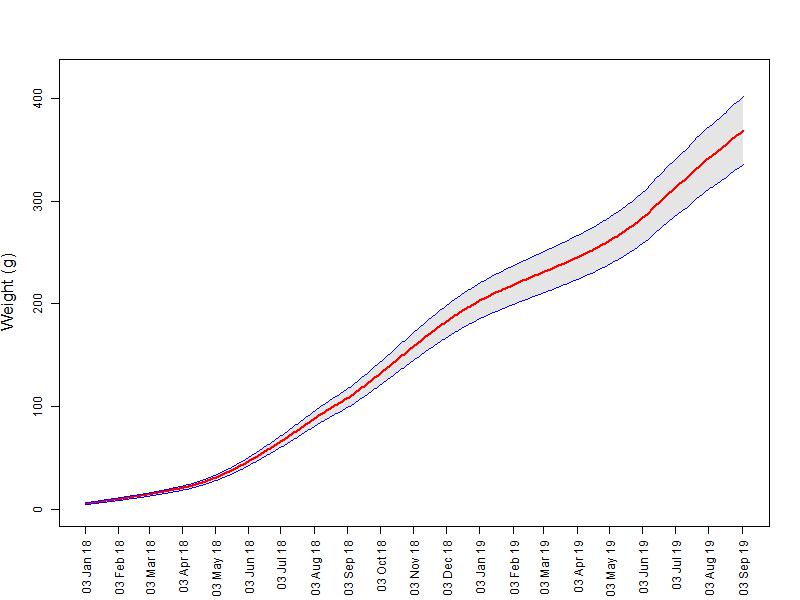 Weight (g)
400
300
200
100
0
03 Jan 18
03 Feb 18
03 Mar 18
03 Apr 18
03 May 18
03 Jun 18
03 Jul 18
03 Aug 18
03 Sep 18
03 Oct 18
03 Nov 18
03 Dec 18
03 Jan 19
03 Feb 19
03 Mar 19
03 Apr 19
03 May 19
03 Jun 19
03 Jul 19
03 Aug 19
03 Sep 19